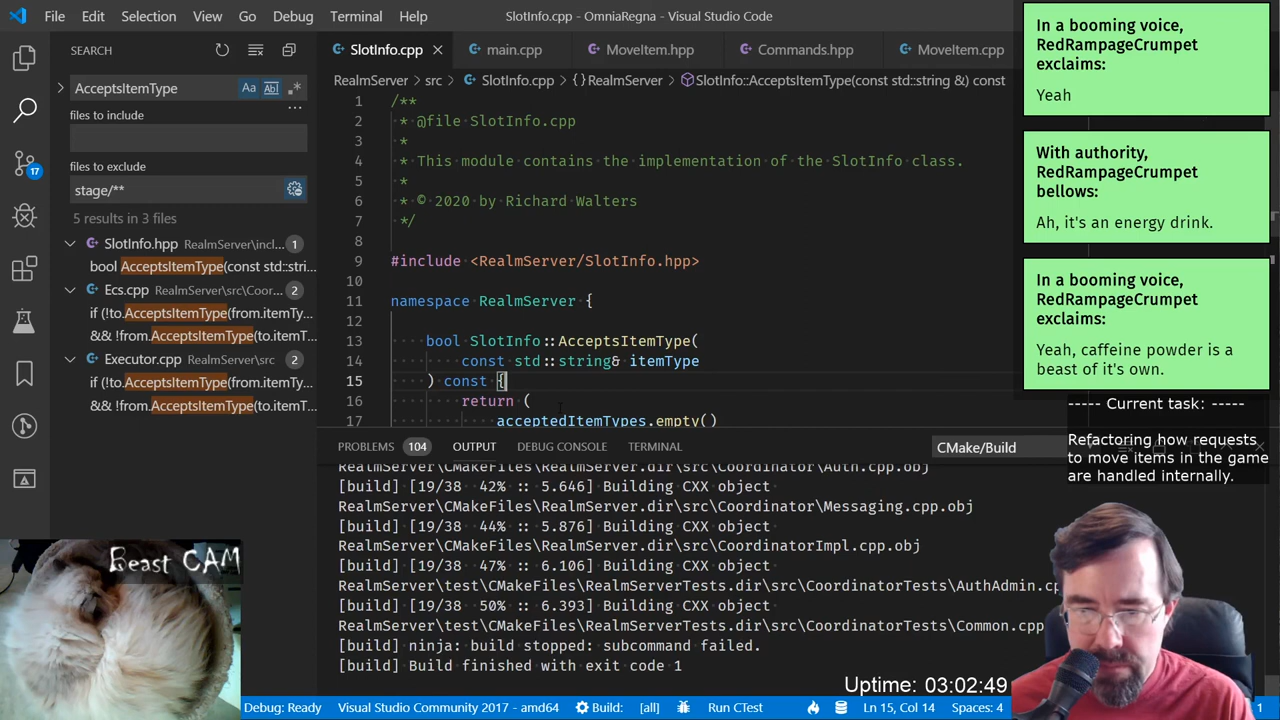 File Edit Selection View Go Debug Terminal Help
SlotInfo.cpp - OmniaRegna - Visual Studio Code
SEARCH
AcceptsItemType
Aa Abl .*
files to include
files to exclude
stage/**
5 results in 3 files
SlotInfo.hpp RealmServer\inclu... 1
bool AcceptsItemType(const std::stri...
Ecs.cpp RealmServer\src\Coor... 2
if (!to.AcceptsItemType(from.itemTy...
&& !from.AcceptsItemType(to.itemT...
Executor.cpp RealmServer\src 2
if (!to.AcceptsItemType(from.itemTy...
&& !from.AcceptsItemType(to.itemT...
17
SlotInfo.cpp main.cpp MoveItem.hpp Commands.hpp MoveItem.cpp
RealmServer > src > SlotInfo.cpp > {} RealmServer > SlotInfo::AcceptsItemType(const std::string &) const
1 /**
2 * @file SlotInfo.cpp
3 *
4 * This module contains the implementation of the SlotInfo class.
5 *
6 * © 2020 by Richard Walters
7 */
8
9 #include <RealmServer/SlotInfo.hpp>
10
11 namespace RealmServer {
12
13 bool SlotInfo::AcceptsItemType(
14 const std::string& itemType
15 ) const {
16 return (
17 acceptedItemTypes.empty()
PROBLEMS 104 OUTPUT DEBUG CONSOLE TERMINAL
CMake/Build
RealmServer\CMakeFiles\RealmServer.dir\src\Coordinator\Auth.cpp.obj
[build] [19/38 42% :: 5.646] Building CXX object
RealmServer\CMakeFiles\RealmServer.dir\src\Coordinator\Messaging.cpp.obj
[build] [19/38 44% :: 5.876] Building CXX object
RealmServer\CMakeFiles\RealmServer.dir\src\CoordinatorImpl.cpp.obj
[build] [19/38 47% :: 6.106] Building CXX object
RealmServer\test\CMakeFiles\RealmServerTests.dir\src\CoordinatorTests\AuthAdmin.cp
[build] [19/38 50% :: 6.393] Building CXX object
RealmServer\test\CMakeFiles\RealmServerTests.dir\src\CoordinatorTests\Common.cpp
[build] ninja: build stopped: subcommand failed.
[build] Build finished with exit code 1
In a booming voice,
RedRampageCrumpet
exclaims:
Yeah
With authority,
RedRampageCrumpet
bellows:
Ah, it's an energy drink.
In a booming voice,
RedRampageCrumpet
exclaims:
Yeah, caffeine powder is a
beast of it's own.
----- Current task: -----
Refactoring how requests
to move items in the game
are handled internally.
Beast CAM
Uptime: 03:02:49
Debug: Ready Visual Studio Community 2017 - amd64 Build: [all] Run CTest Ln 15, Col 14 Spaces: 4 1